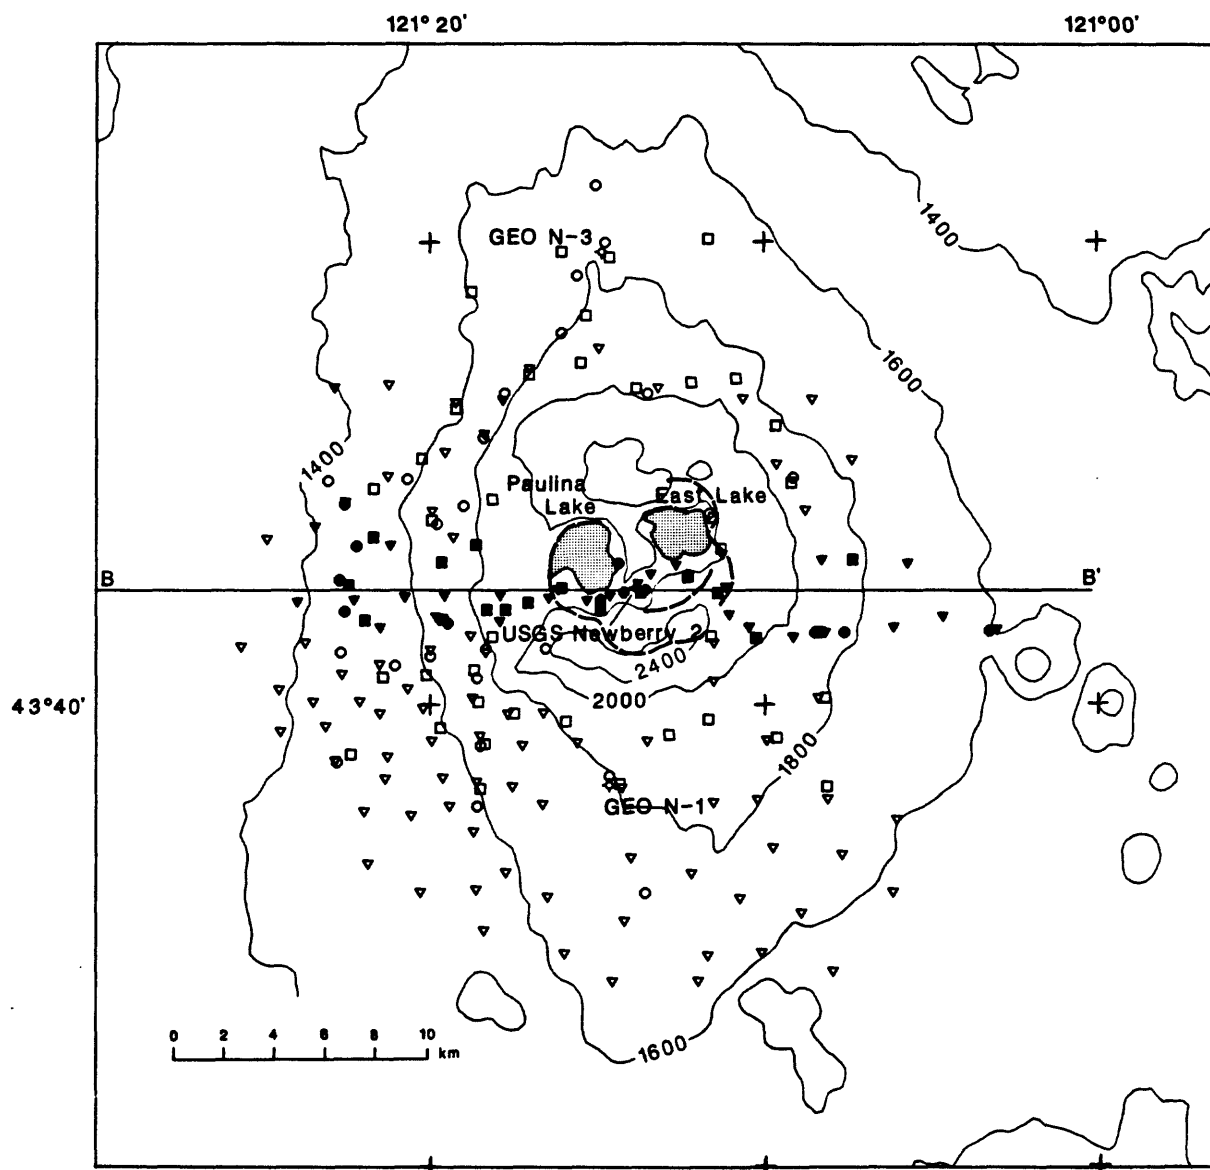 121° 20'
121°00'
GEO N-3
1400
1600
1400
Paulina
Lake
East Lake
B
B'
USGS Newberry 2
2400
2000
43°40'
1800
GEO N-1
1600
0 2 4 6 8 10
km